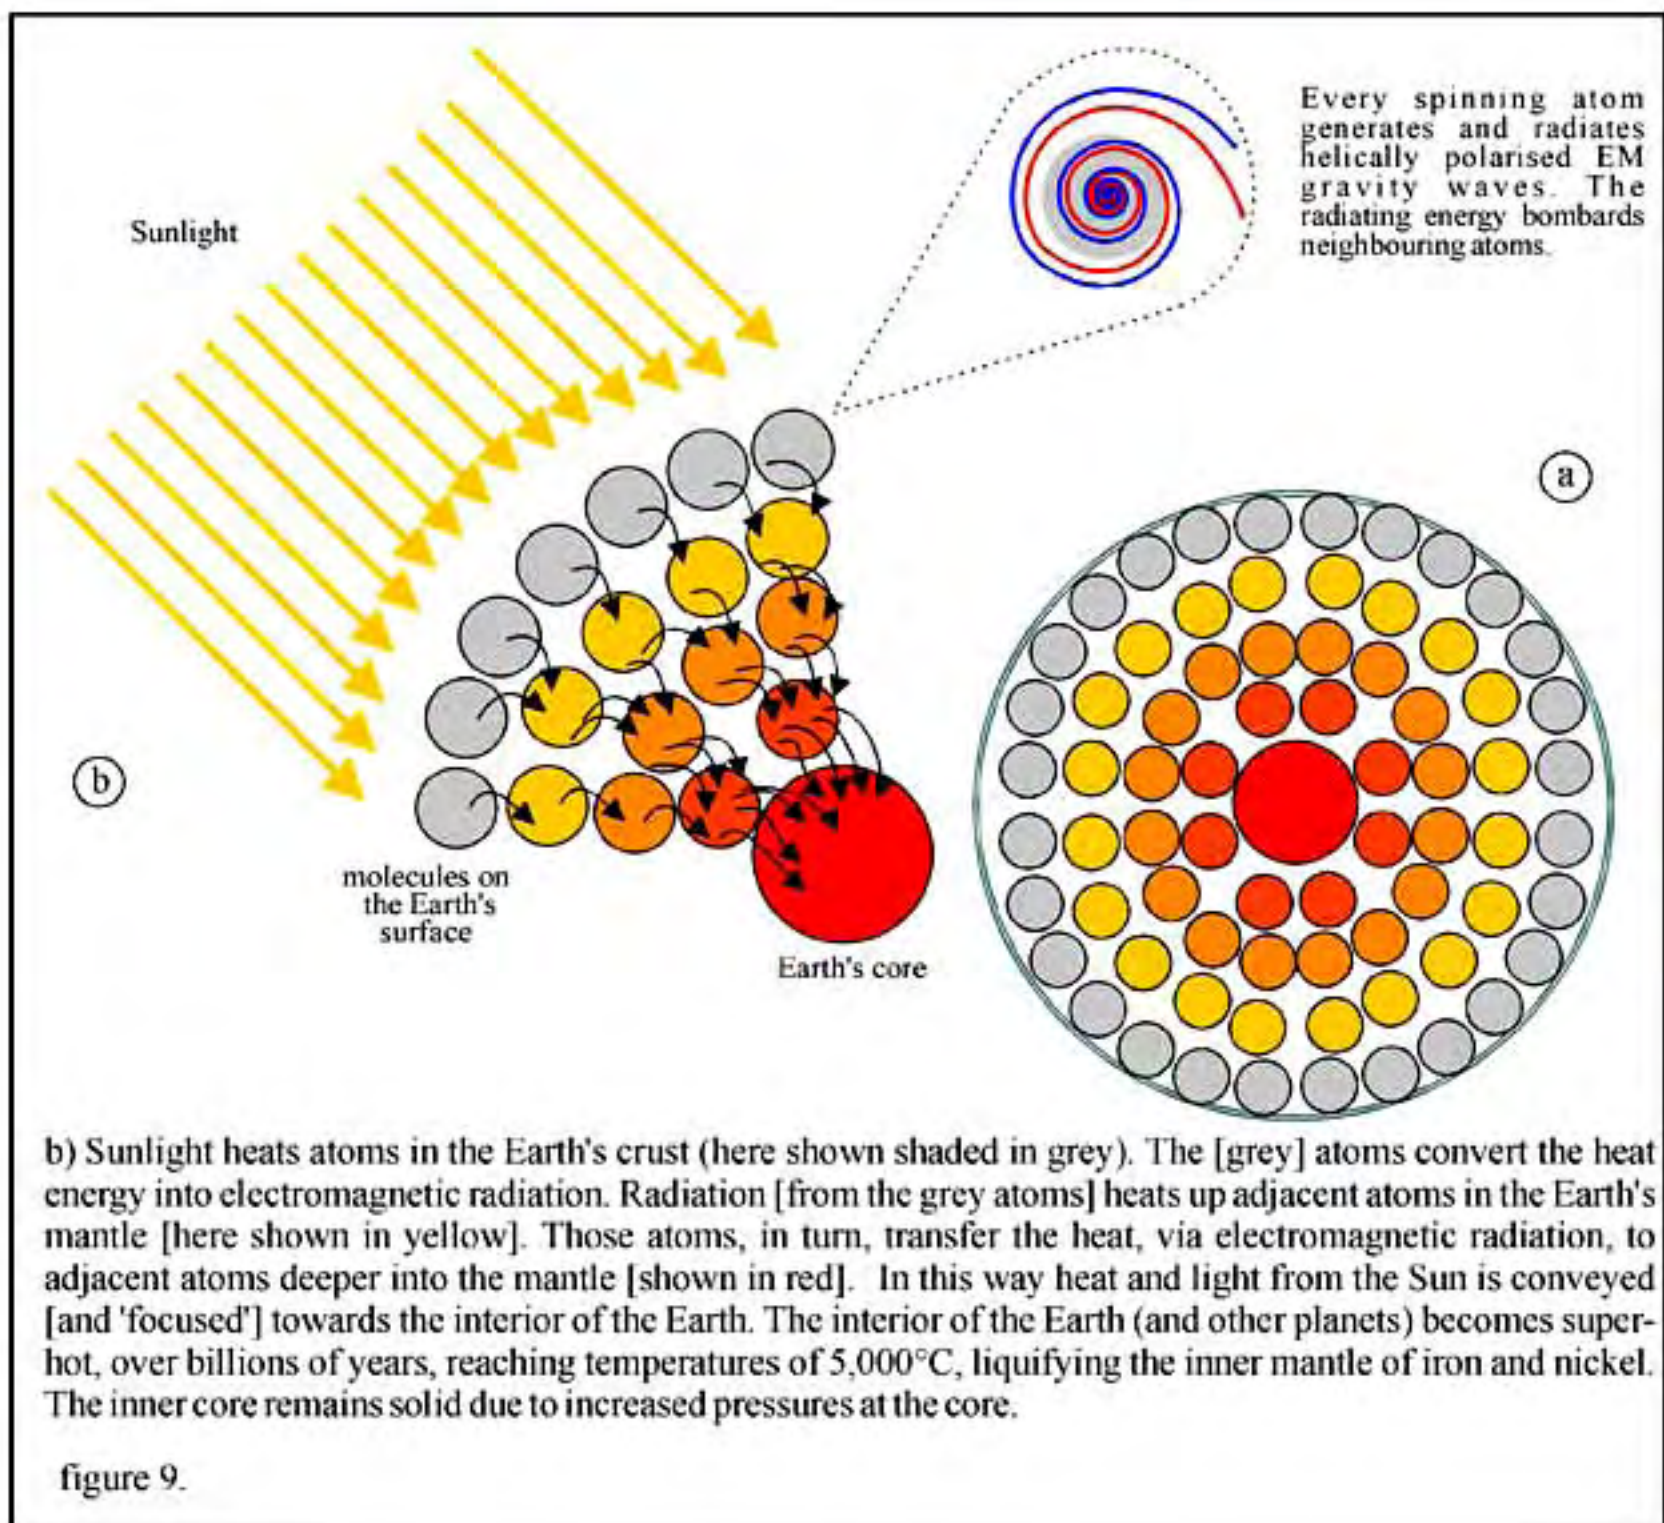 Every spinning atom
generates and radiates
helically polarised EM
gravity waves. The
radiating energy bombards
neighbouring atoms.
Sunlight
a
b
molecules on
the Earth's
surface
Earth's core
b) Sunlight heats atoms in the Earth's crust (here shown shaded in grey). The [grey] atoms convert the heat
energy into electromagnetic radiation. Radiation [from the grey atoms] heats up adjacent atoms in the Earth's
mantle [here shown in yellow]. Those atoms, in turn, transfer the heat, via electromagnetic radiation, to
adjacent atoms deeper into the mantle [shown in red]. In this way heat and light from the Sun is conveyed
[and 'focused'] towards the interior of the Earth. The interior of the Earth (and other planets) becomes super-
hot, over billions of years, reaching temperatures of 5,000°C, liquifying the inner mantle of iron and nickel.
The inner core remains solid due to increased pressures at the core.
figure 9.